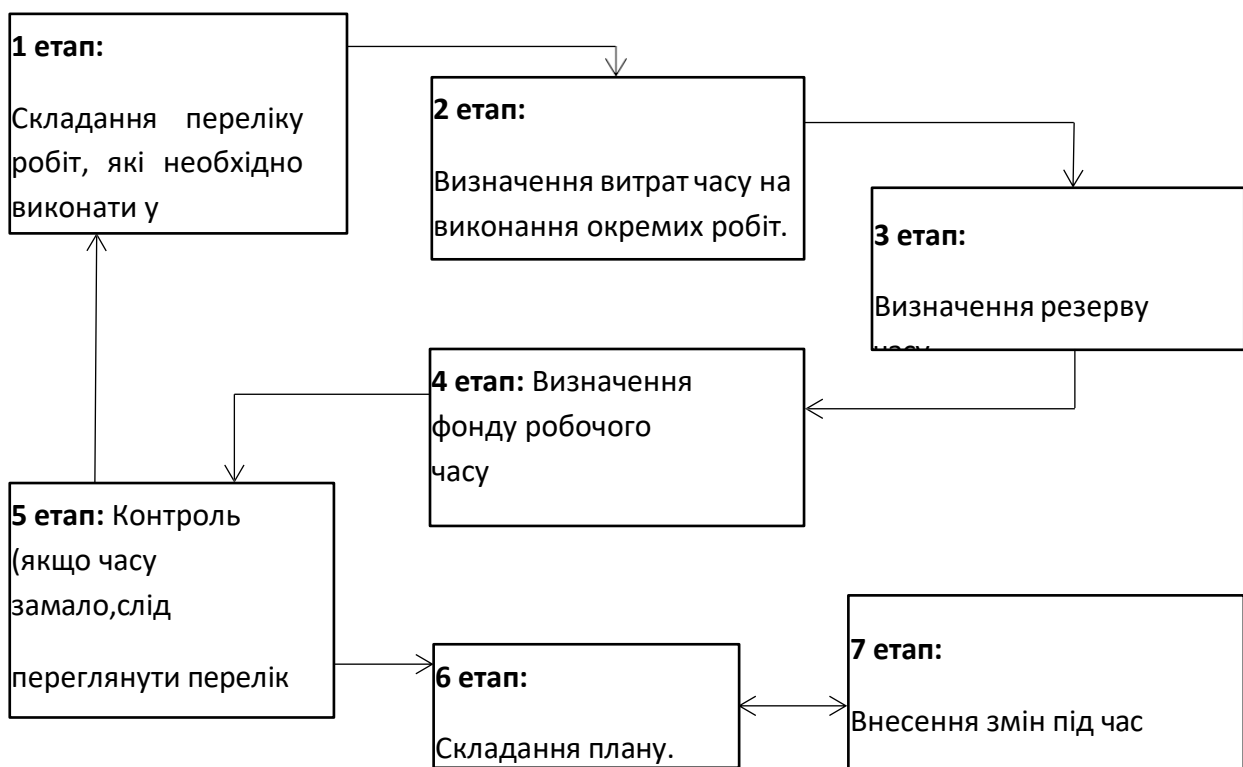 1 етап:
Складання переліку
робіт, які необхідно
виконати у
2 етап:
Визначення витрат часу на
виконання окремих робіт.
3 етап:
Визначення резерву
4 етап: Визначення
фонду робочого
часу
5 етап: Контроль
(якщо часу
замало,слід
переглянути перелік
6 етап:
Складання плану.
7 етап:
Внесення змін під час